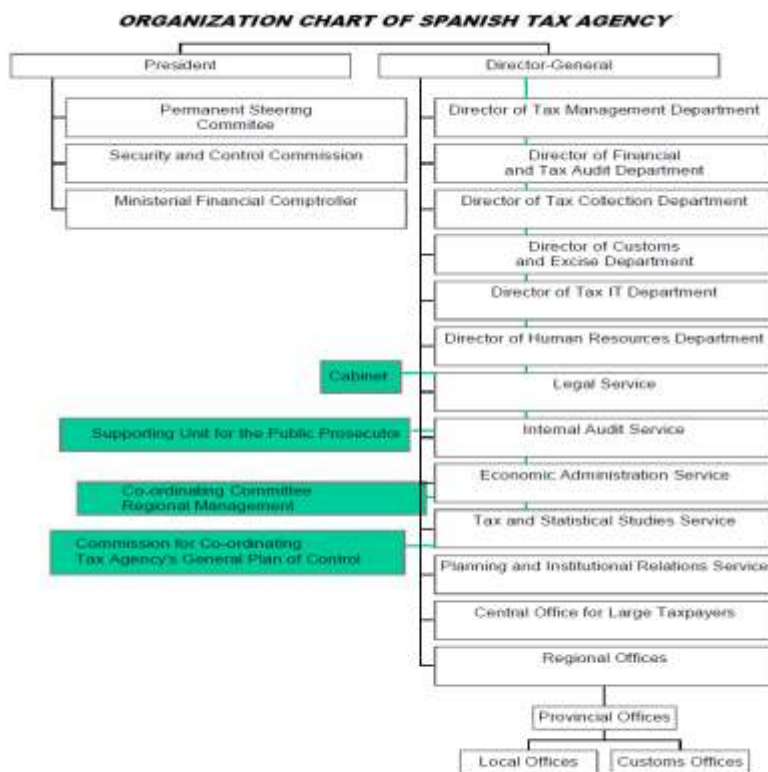 ORGANIZATION CHART OF SPANISH TAX AGENCY
President
Director-General
Permanent Steering
Commitee
Security and Control Commission
Ministerial Financial Comptroller
Director of Tax Management Department
Director of Financial
and Tax Audit Department
Director of Tax Collection Department
Director of Customs
and Excise Department
Director of Tax IT Department
Director of Human Resources Department
Cabinet
Legal Service
Supporting Unit for the Public Prosecutor
Internal Audit Service
Co-ordinating Committee
Regional Management
Economic Administration Service
Commission for Co-ordinating
Tax Agency's General Plan of Control
Tax and Statistical Studies Service
Planning and Institutional Relations Service
Central Office for Large Taxpayers
Regional Offices
Provincial Offices
Local Offices
Customs Offices